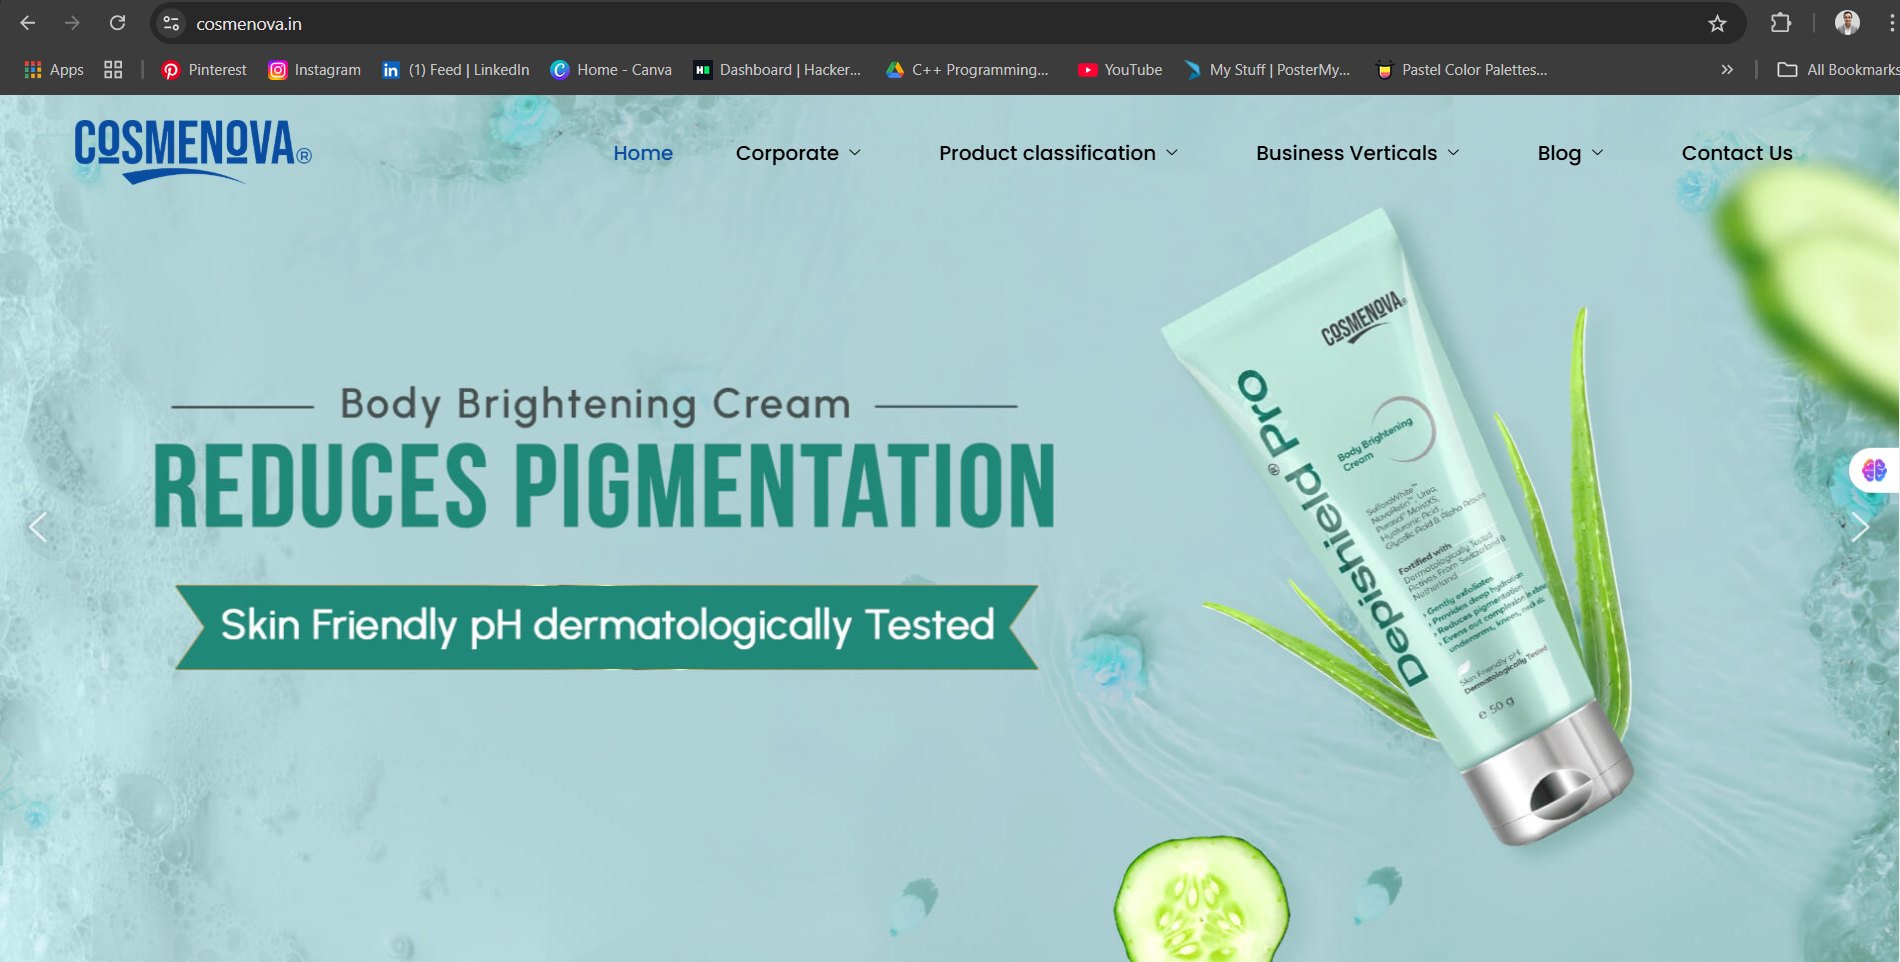 cosmenova.in
Apps
Pinterest
Instagram
(1) Feed | LinkedIn
Home - Canva
Dashboard | Hacker...
C++ Programming...
YouTube
My Stuff | PosterMy...
Pastel Color Palettes...
All Bookmarks
COSMENOVA®
Home
Corporate
Product classification
Business Verticals
Blog
Contact Us
Body Brightening Cream
REDUCES PIGMENTATION
Skin Friendly pH dermatologically Tested
COSMENOVA®
Depishield® Pro
Body Brightening
Cream
SulforaWhite™
NovoRetin™ Urea,
Hyaluronic Acid,
Glycolic Acid & Alpha Arbutin
Fortified with
Dermatologically Tested
Actives From Switzerland &
Netherland
› Gently exfoliates
› Provides deep hydration
› Reduces pigmentation
› Evens out complexion in elbow
underarms, knees, neck etc
Skin Friendly pH,
Dermatologically Tested
e 50 g